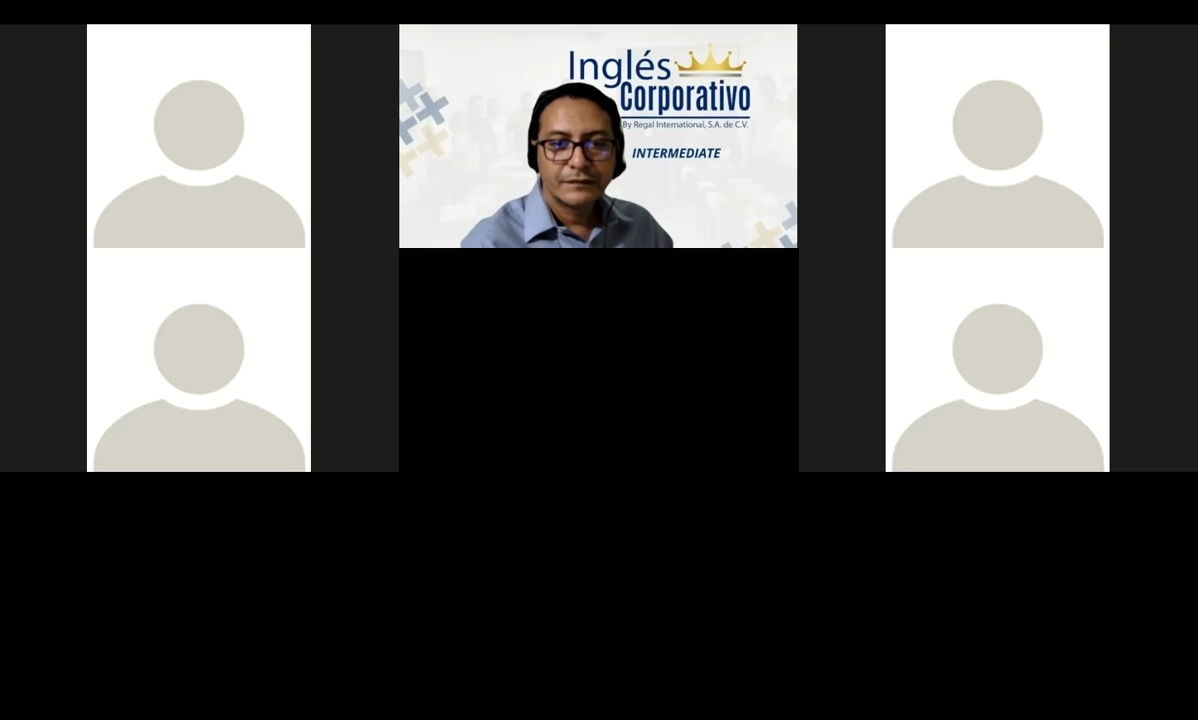 Inglés
Corporativo
By Regal International, S.A. de C.V.
INTERMEDIATE